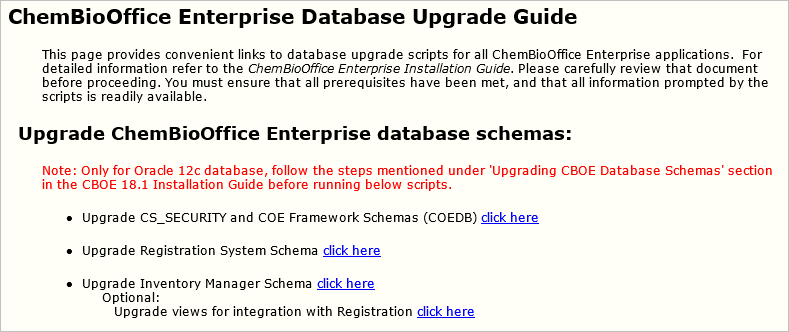 ChemBioOffice Enterprise Database Upgrade Guide
This page provides convenient links to database upgrade scripts for all ChemBioOffice Enterprise applications.  For
detailed information refer to the ChemBioOffice Enterprise Installation Guide. Please carefully review that document
before proceeding. You must ensure that all prerequisites have been met, and that all information prompted by the
scripts is readily available.
Upgrade ChemBioOffice Enterprise database schemas:
Note: Only for Oracle 12c database, follow the steps mentioned under 'Upgrading CBOE Database Schemas' section
in the CBOE 18.1 Installation Guide before running below scripts.
• Upgrade CS_SECURITY and COE Framework Schemas (COEDB) click here
• Upgrade Registration System Schema click here
• Upgrade Inventory Manager Schema click here
Optional:
Upgrade views for integration with Registration click here